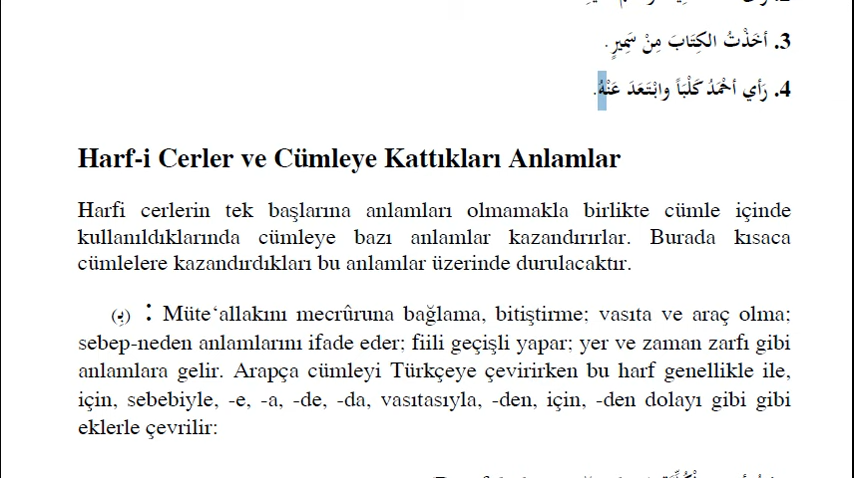 3. أخَذْتُ الكِتَابَ مِنْ سَمِيرٍ.
4. رَأي أحْمَدُ كَلْبَاً وابْتَعَدَ عَنْهُ.
Harf-i Cerler ve Cümleye Kattıkları Anlamlar
Harfi cerlerin tek başlarına anlamları olmamakla birlikte cümle içinde
kullanıldıklarında cümleye bazı anlamlar kazandırırlar. Burada kısaca
cümlelere kazandırdıkları bu anlamlar üzerinde durulacaktır.
(بِـ) : Müte‘allakını mecrûruna bağlama, bitiştirme; vasıta ve araç olma;
sebep-neden anlamlarını ifade eder; fiili geçişli yapar; yer ve zaman zarfı gibi
anlamlara gelir. Arapça cümleyi Türkçeye çevirirken bu harf genellikle ile,
için, sebebiyle, -e, -a, -de, -da, vasıtasıyla, -den, için, -den dolayı gibi gibi
eklerle çevrilir: